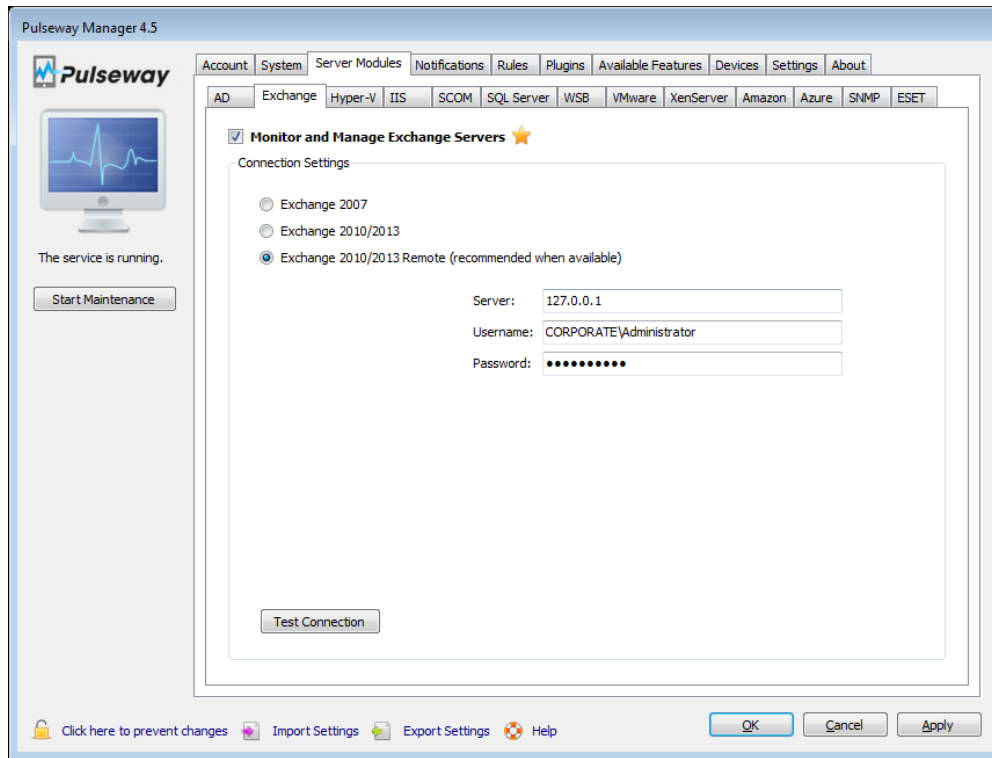 Pulseway Manager 4.5
Pulseway
Account System Server Modules Notifications Rules Plugins Available Features Devices Settings About
AD Exchange Hyper-V IIS SCOM SQL Server WSB VMware XenServer Amazon Azure SNMP ESET
Monitor and Manage Exchange Servers
Connection Settings
Exchange 2007
Exchange 2010/2013
The service is running.
Exchange 2010/2013 Remote (recommended when available)
Start Maintenance
Server: 127.0.0.1
Username: CORPORATE\Administrator
Password: ••••••••••
Test Connection
Click here to prevent changes Import Settings Export Settings Help OK Cancel Apply